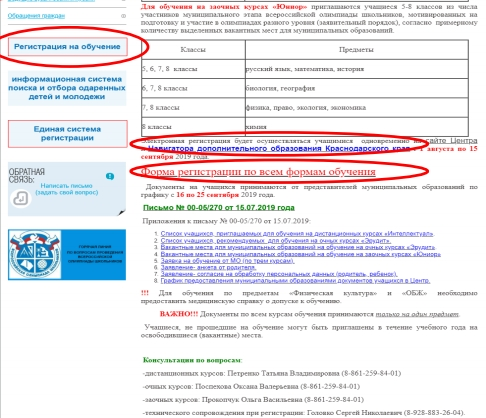 Обращения граждан
Регистрация на обучение
информационная система
поиска и отбора одаренных
детей и молодежи
Единая система
регистрации
ОБРАТНАЯ
СВЯЗЬ:
Написать письмо
(задать свой вопрос)
Для обучения на заочных курсах «Юниор» приглашаются учащиеся 5-8 классов из числа
участников муниципального этапа всероссийской олимпиады школьников, мотивированных на
подготовку и участие в олимпиадах разного уровня (заявительный порядок), согласно примерному
количеству выделенных вакантных мест для муниципальных образований.
Классы Предметы
5, 6, 7, 8 классы русский язык, математика, история
6, 7, 8 классы биология, география
7, 8 классы физика, право, экология, экономика
8 классы химия
Электронная регистрация будет осуществляться учащимися одновременно на сайте Центра
и Навигатора дополнительного образования Краснодарского края с 1 августа по 15
сентября 2019 года.
Форма регистрации по всем формам обучения
Документы на учащихся принимаются от представителей муниципальных образований по
графику с 16 по 25 сентября 2019 года.
Письмо № 00-05/270 от 15.07.2019 года
Приложения к письму № 00-05/270 от 15.07.2019:
1. Список учащихся, приглашаемых для обучения на дистанционных курсах «Интеллектуал»
2. Список учащихся, рекомендуемых для обучения на очных курсах «Эрудит».
3. Вакантные места для муниципальных образований на обучение на очных курсах «Эрудит»
4. Вакантные места для муниципальных образований на обучение на заочных курсах «Юниор»
5. Заявка на обучение от МО (по трем курсам).
6. Заявление- анкета от родителя.
7. Заявление- согласие на обработку персональных данных (родитель, ребенок).
8. График предоставления муниципальными образованиями документов учащихся в Центр.
!!! Для обучения по предметам «Физическая культура» и «ОБЖ» необходимо
предоставить медицинскую справку о допуске к обучению.
ВАЖНО!!! Документы по всем курсам обучения принимаются только на один предмет.
Учащиеся, не прошедшие на обучение могут быть приглашены в течение учебного года на
освободившиеся (вакантные) места.
Консультации по вопросам:
-дистанционных курсов: Петренко Татьяна Владимировна (8-861-259-84-01)
-очных курсов: Поспехова Оксана Валерьевна (8-861-259-84-01)
-заочных курсов: Прокопчук Ольга Васильевна (8-861-259-84-01)
-технического сопровождения при регистрации: Головко Сергей Николаевич (8-928-883-26-04).